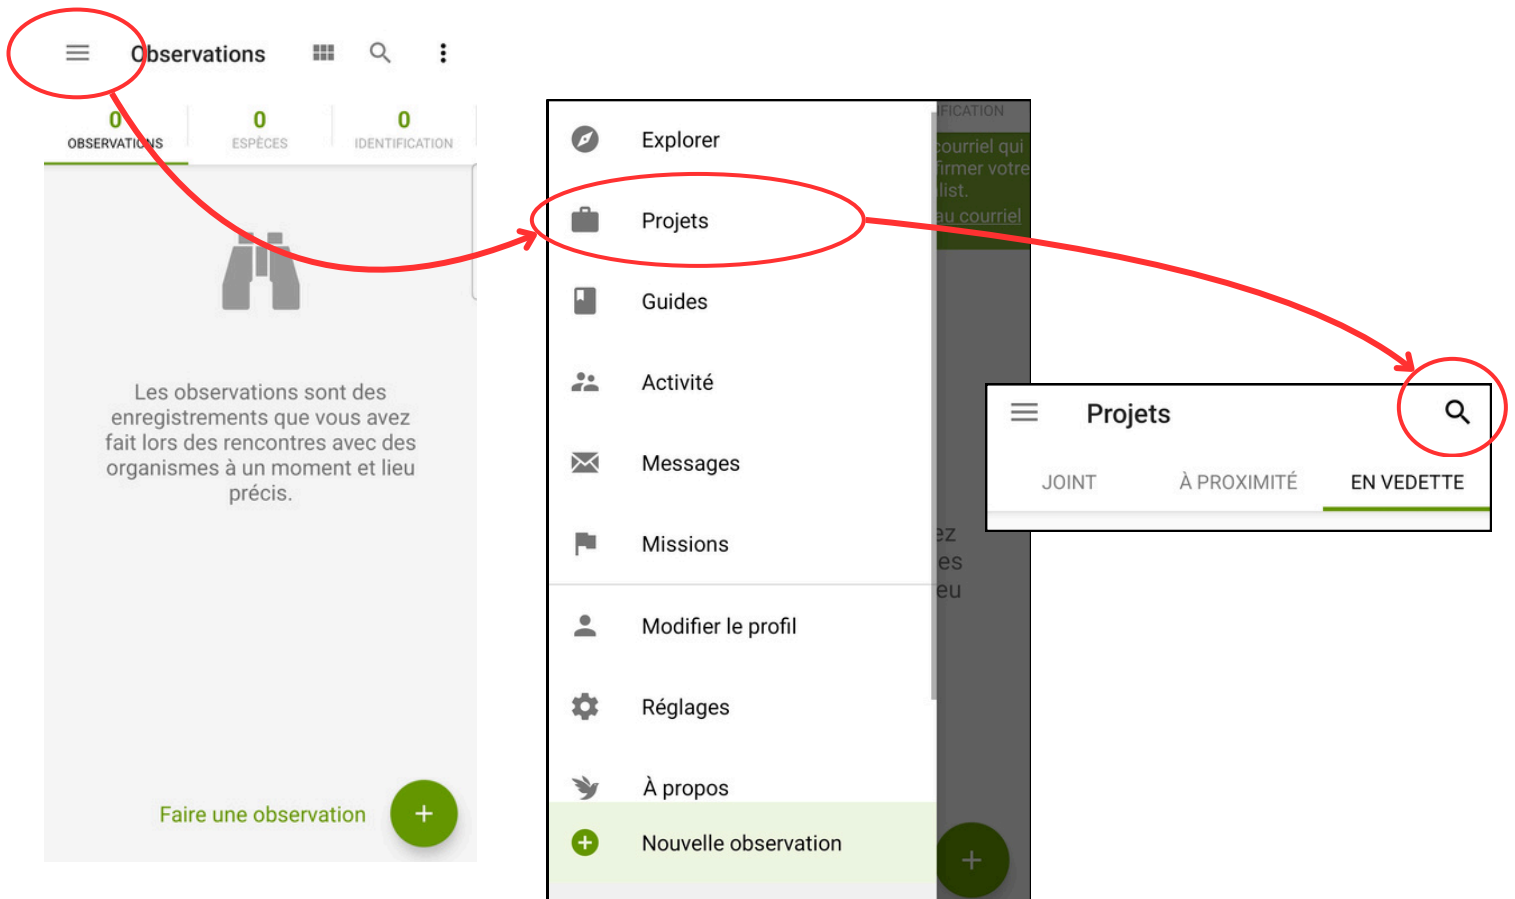 Observations
0
OBSERVATIONS
0
ESPÈCES
0
IDENTIFICATION
Les observations sont des
enregistrements que vous avez
fait lors des rencontres avec des
organismes à un moment et lieu
précis.
Faire une observation
Explorer
Projets
Guides
Activité
Messages
Missions
Modifier le profil
Réglages
À propos
Nouvelle observation
IFICATION
courriel qui
firmer votre
list.
au courriel
ez
es
eu
Projets
JOINT
À PROXIMITÉ
EN VEDETTE